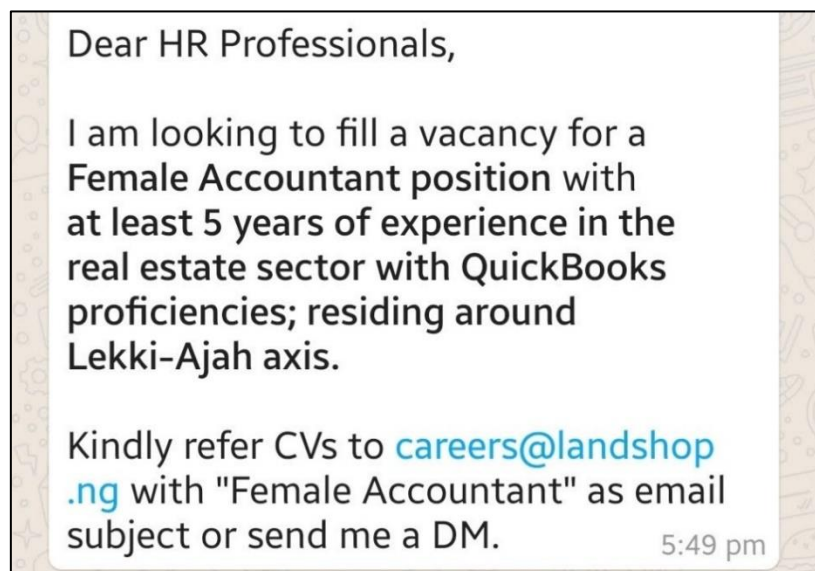 Dear HR Professionals,
I am looking to fill a vacancy for a
Female Accountant position with
at least 5 years of experience in the
real estate sector with QuickBooks
proficiencies; residing around
Lekki-Ajah axis.
Kindly refer CVs to careers@landshop
.ng with "Female Accountant" as email
subject or send me a DM.
5:49 pm